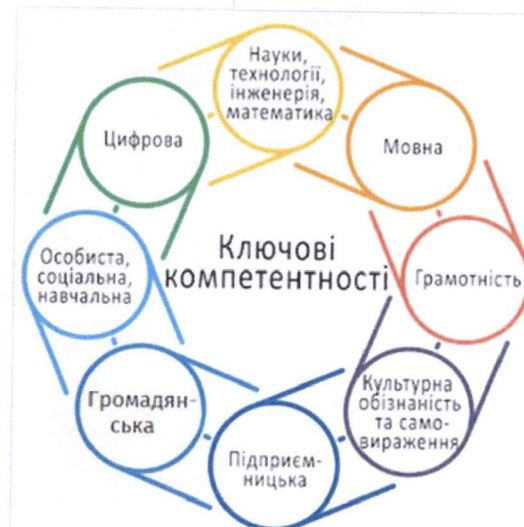 Науки,
технології,
інженерія,
математика
Мовна
Грамотність
Культурна
обізнаність
та само-
вираження
Підприєм-
ницька
Громадян-
ська
Особиста,
соціальна,
навчальна
Цифрова
Ключові
компетентності